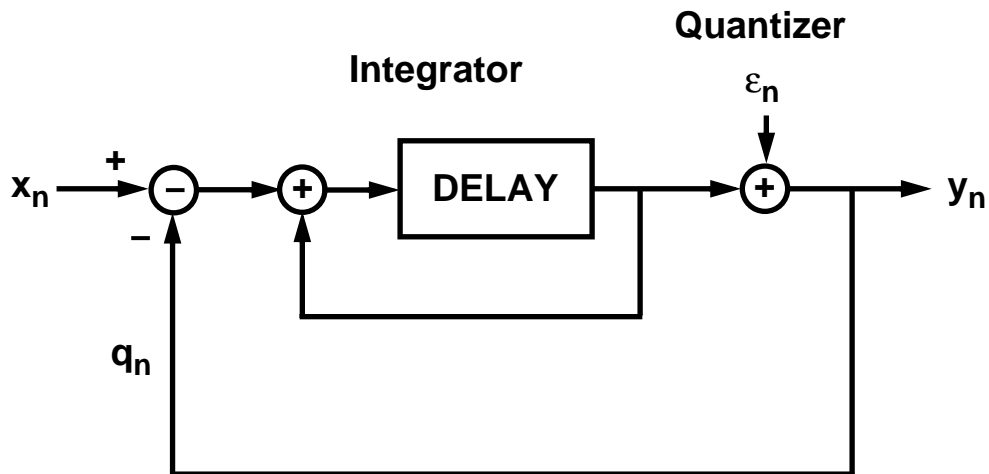 Quantizer
Integrator
εn
+
xn
−
+
DELAY
+
yn
−
qn